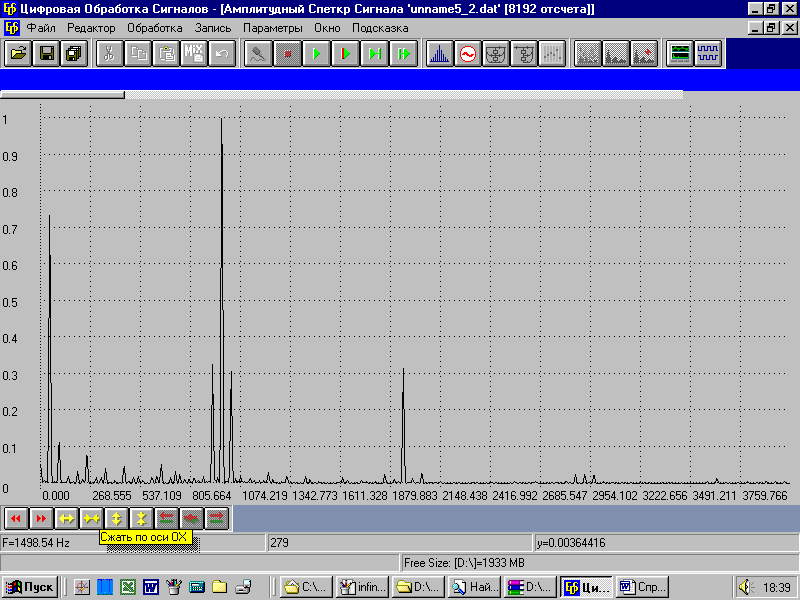 Цифровая Обработка Сигналов - [Амплитудный Спеткр Сигнала 'unname5_2.dat' [8192 отсчета]]
Файл Редактор Обработка Запись Параметры Окно Подсказка
MiX
1
0.9
0.8
0.7
0.6
0.5
0.4
0.3
0.2
0.1
0
0.000 268.555 537.109 805.664 1074.219 1342.773 1611.328 1879.883 2148.438 2416.992 2685.547 2954.102 3222.656 3491.211 3759.766
Сжать по оси OX
F=1498.54 Hz 279 y=0.00364416
Free Size: [D:\]=1933 MB
Пуск C:\... infin... D:\... Най... D:\... Ци... Спр... 18:39